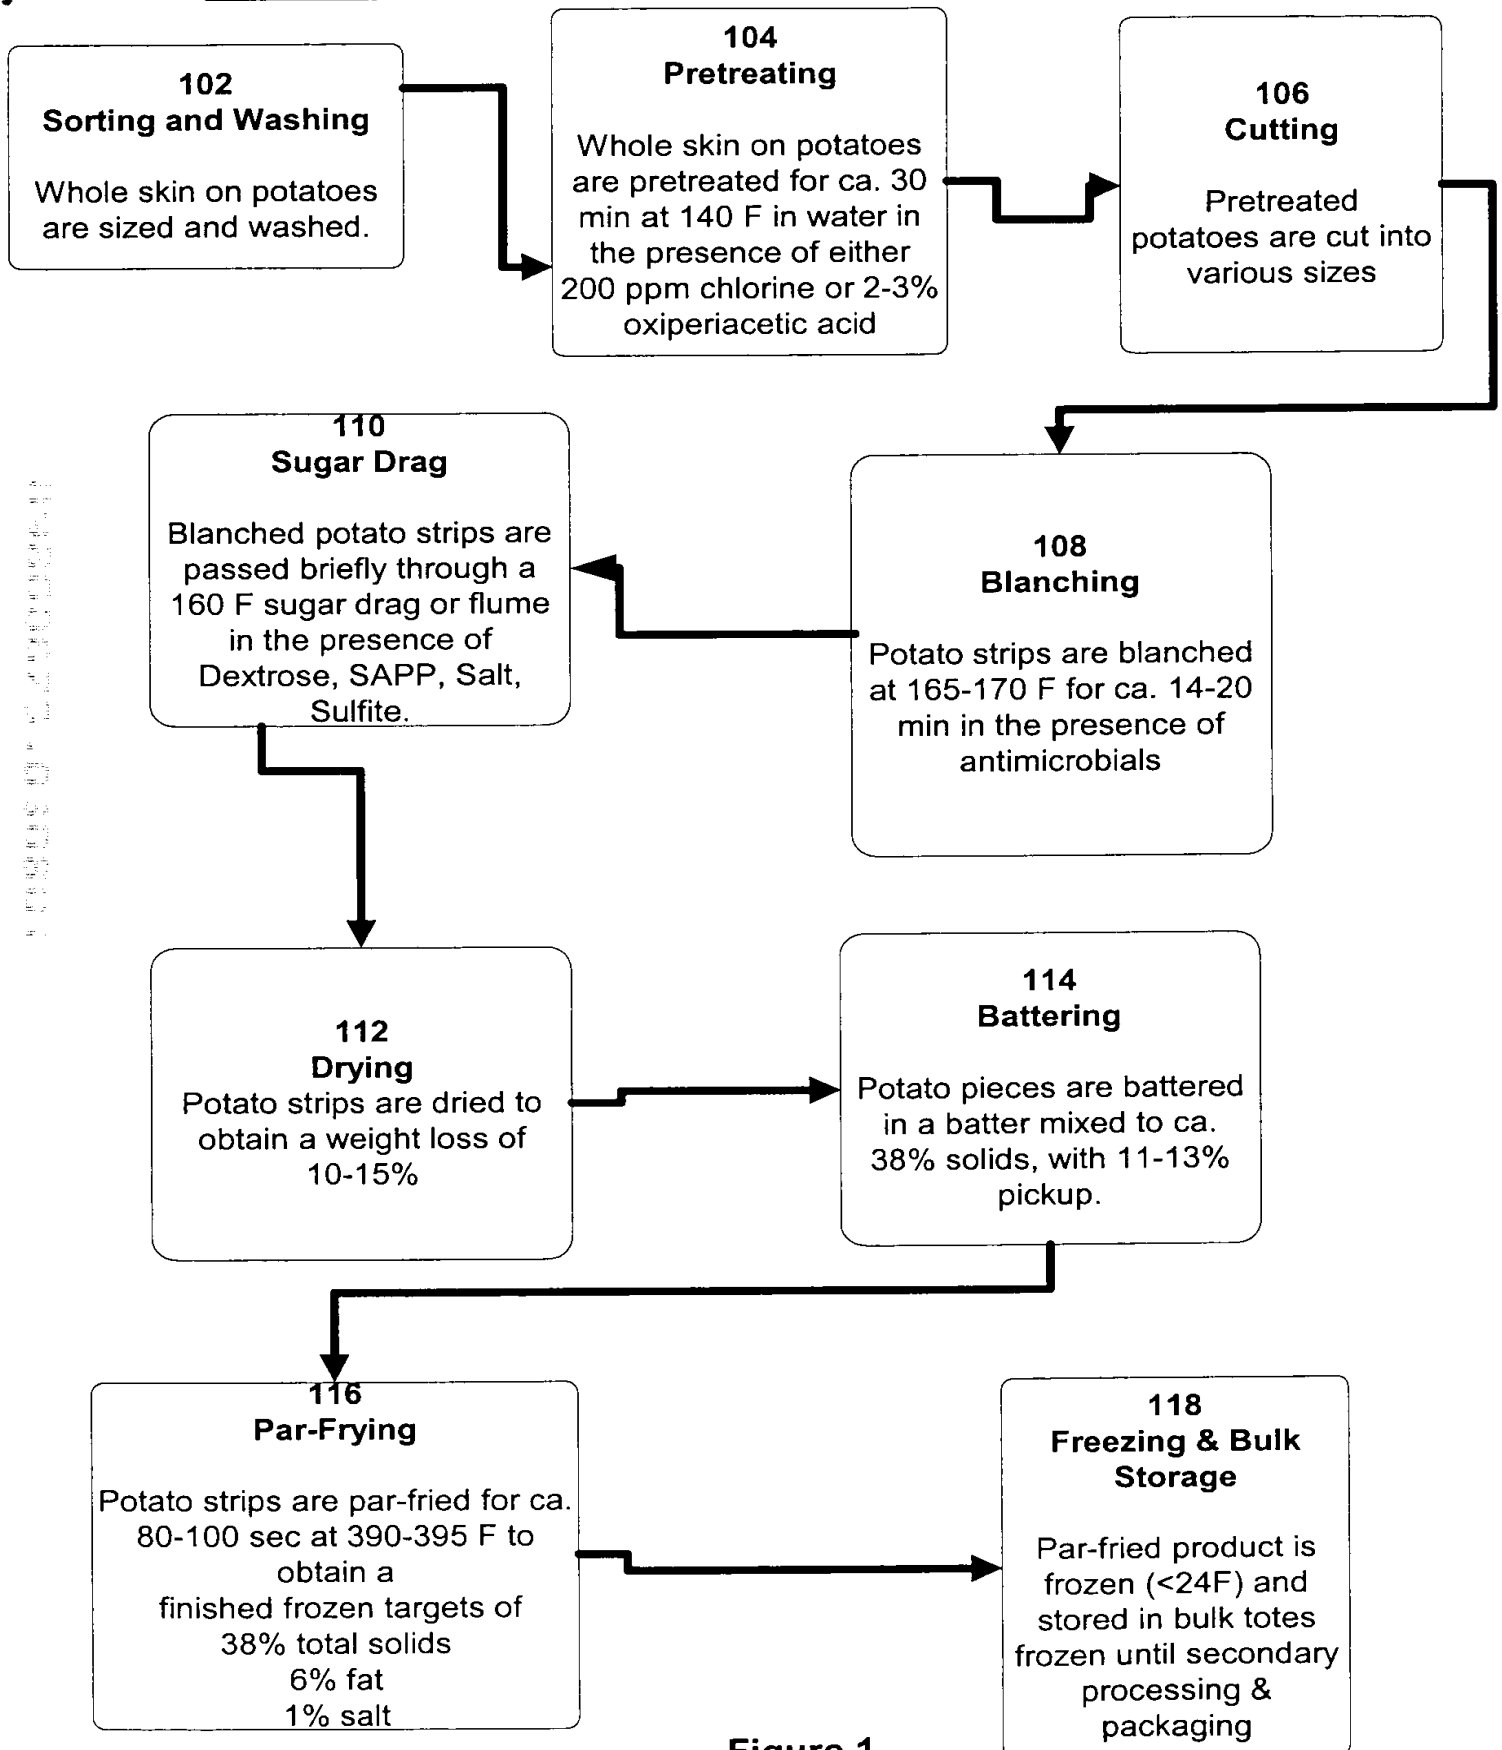 102
Sorting and Washing
Whole skin on potatoes
are sized and washed.
104
Pretreating
Whole skin on potatoes
are pretreated for ca. 30
min at 140 F in water in
the presence of either
200 ppm chlorine or 2-3%
oxiperiacetic acid
106
Cutting
Pretreated
potatoes are cut into
various sizes
108
Blanching
Potato strips are blanched
at 165-170 F for ca. 14-20
min in the presence of
antimicrobials
110
Sugar Drag
Blanched potato strips are
passed briefly through a
160 F sugar drag or flume
in the presence of
Dextrose, SAPP, Salt,
Sulfite.
112
Drying
Potato strips are dried to
obtain a weight loss of
10-15%
114
Battering
Potato pieces are battered
in a batter mixed to ca.
38% solids, with 11-13%
pickup.
116
Par-Frying
Potato strips are par-fried for ca.
80-100 sec at 390-395 F to
obtain a
finished frozen targets of
38% total solids
6% fat
1% salt
118
Freezing & Bulk
Storage
Par-fried product is
frozen (<24F) and
stored in bulk totes
frozen until secondary
processing &
packaging
Figure 1